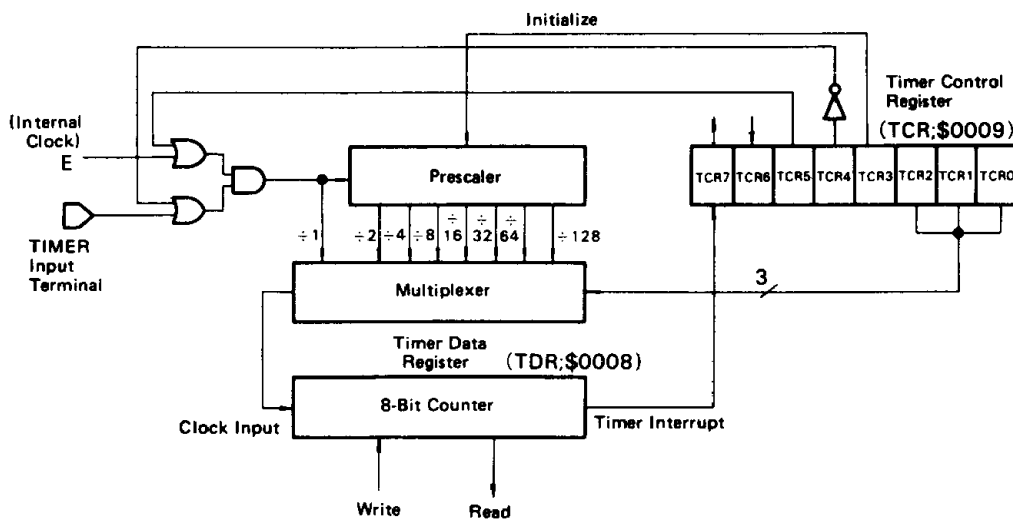 Initialize
Timer Control
Register
(TCR;$0009)
(Internal
Clock)
E
TCR7 TCR6 TCR5 TCR4 TCR3 TCR2 TCR1 TCR0
Prescaler
TIMER
Input
Terminal
÷1 ÷2 ÷4 ÷8 ÷16 ÷32 ÷64 ÷128
3
Multiplexer
Timer Data
Register
(TDR;$0008)
8-Bit Counter
Clock Input
Timer Interrupt
Write
Read